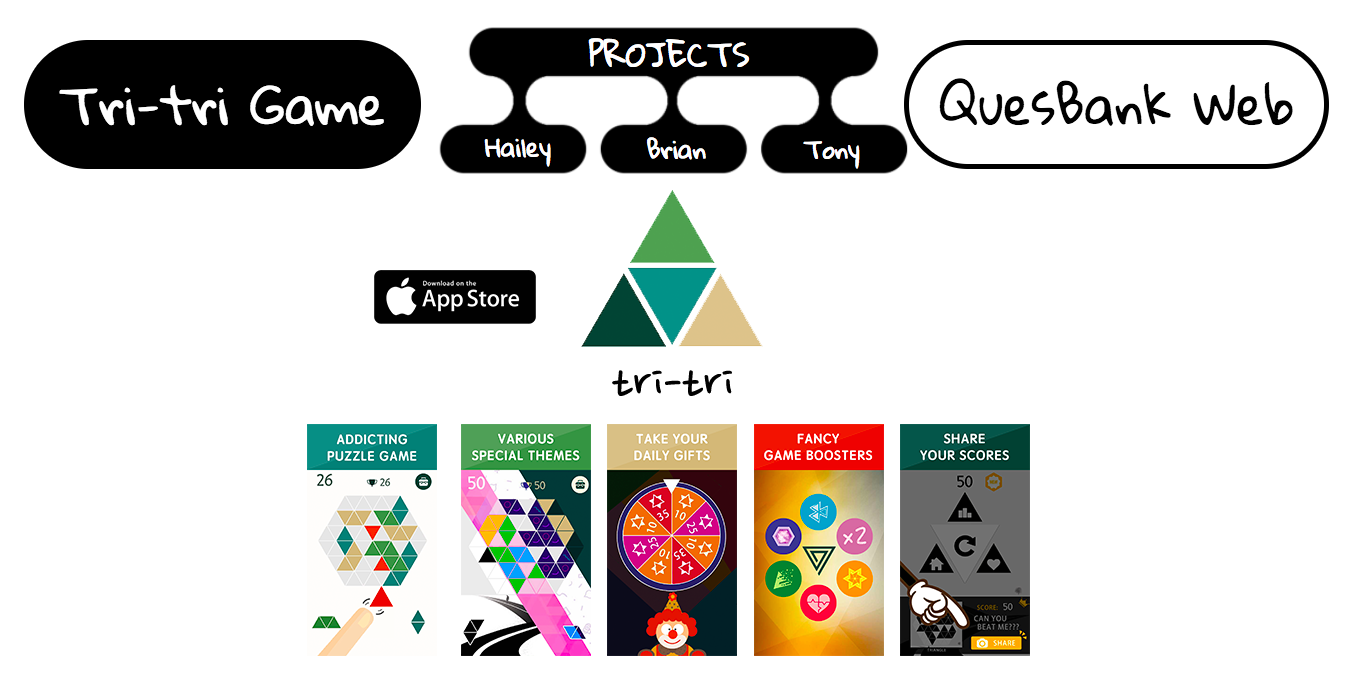 PROJECTS
Tri-tri Game
QuesBank Web
Hailey
Brian
Tony
Download on the
App Store
tri-tri
ADDICTING
PUZZLE GAME
26
26
VARIOUS
SPECIAL THEMES
50
50
TAKE YOUR
DAILY GIFTS
35
10
10
25
25
10
10
35
FANCY
GAME BOOSTERS
x2
SHARE
YOUR SCORES
50
SCORE: 50
CAN YOU
BEAT ME???
SHARE
TRIANGLE